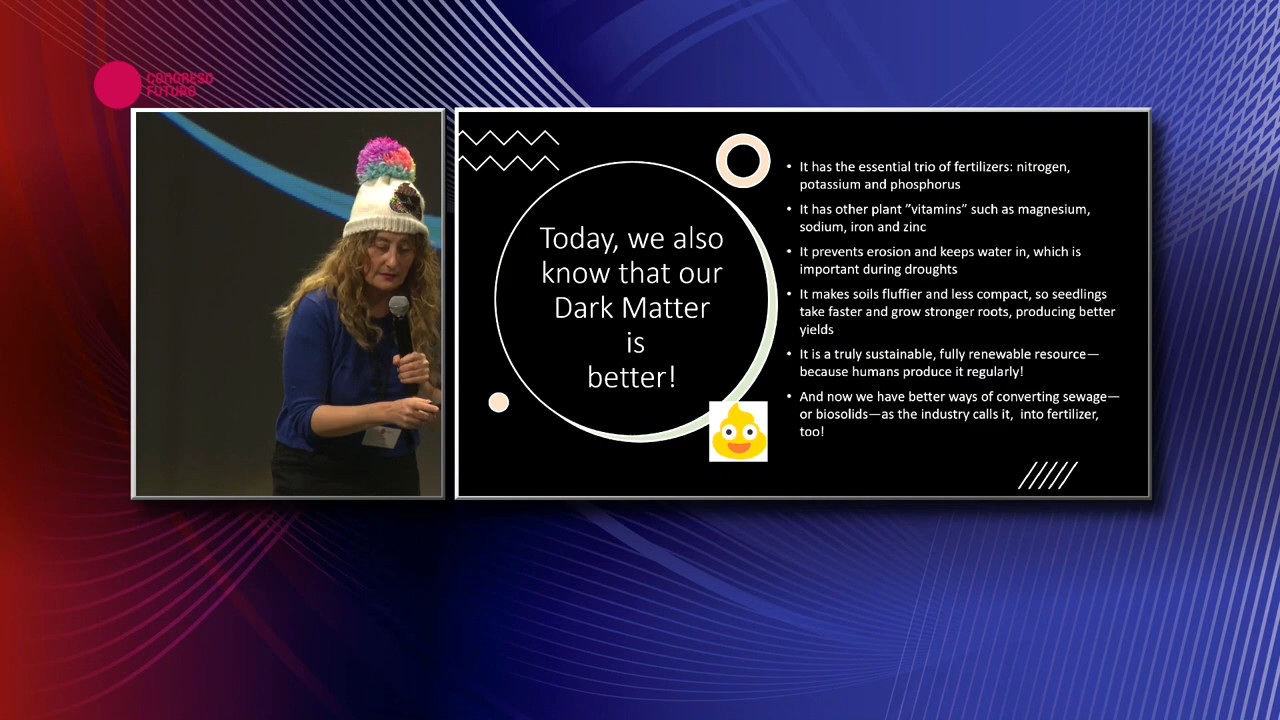 CONGRESO
FUTURO
Today, we also
know that our
Dark Matter
is
better!
• It has the essential trio of fertilizers: nitrogen,
potassium and phosphorus
• It has other plant ”vitamins” such as magnesium,
sodium, iron and zinc
• It prevents erosion and keeps water in, which is
important during droughts
• It makes soils fluffier and less compact, so seedlings
take faster and grow stronger roots, producing better
yields
• It is a truly sustainable, fully renewable resource—
because humans produce it regularly!
• And now we have better ways of converting sewage—
or biosolids—as the industry calls it, into fertilizer,
too!